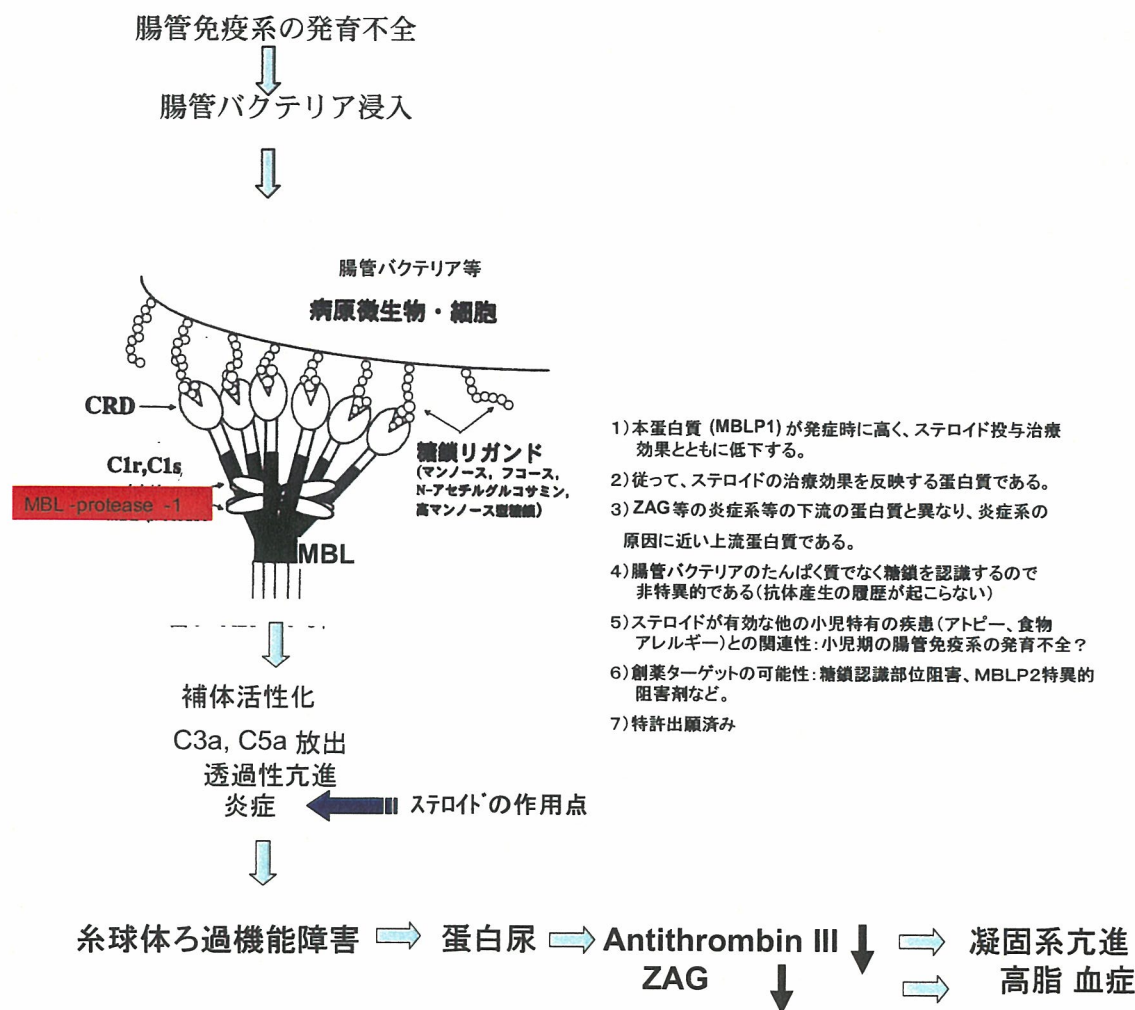 腸管免疫系の発育不全
腸管バクテリア浸入
腸管バクテリア等
病原微生物・細胞
CRD
糖鎖リガンド
(マンノース, フコース,
N-アセチルグルコサミン,
高マンノース型糖鎖)
C1r,C1s
MBL -protease -1
MBL
補体活性化
C3a, C5a 放出
透過性亢進
炎症
ステロイドの作用点
1)本蛋白質 (MBLP1) が発症時に高く、ステロイド投与治療
効果とともに低下する。
2)従って、ステロイドの治療効果を反映する蛋白質である。
3)ZAG等の炎症系等の下流の蛋白質と異なり、炎症系の
原因に近い上流蛋白質である。
4)腸管バクテリアのたんぱく質でなく糖鎖を認識するので
非特異的である(抗体産生の履歴が起こらない)
5)ステロイドが有効な他の小児特有の疾患(アトピー、食物
アレルギー)との関連性:小児期の腸管免疫系の発育不全?
6)創薬ターゲットの可能性:糖鎖認識部位阻害、MBLP2特異的
阻害剤など。
7)特許出願済み
糸球体ろ過機能障害
蛋白尿
Antithrombin III
ZAG
凝固系亢進
高脂 血症